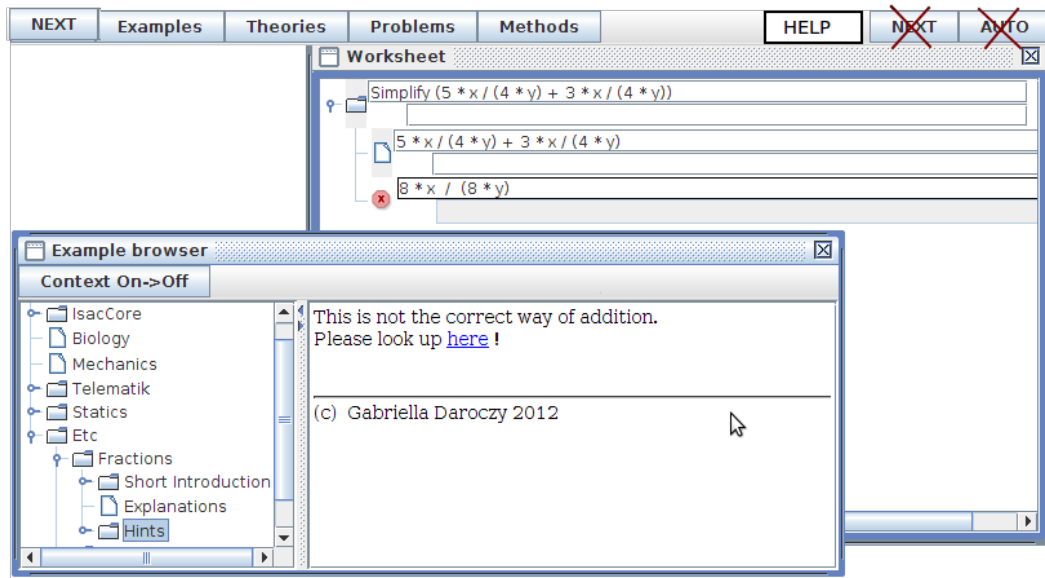 NEXT Examples Theories Problems Methods HELP NEXT AUTO
Worksheet
Simplify (5 * x / (4 * y) + 3 * x / (4 * y))
5 * x / (4 * y) + 3 * x / (4 * y)
8 * x / (8 * y)
Example browser
Context On->Off
IsacCore
Biology
Mechanics
Telematik
Statics
Etc
Fractions
Short Introduction
Explanations
Hints
This is not the correct way of addition.
Please look up here !
(c) Gabriella Daroczy 2012